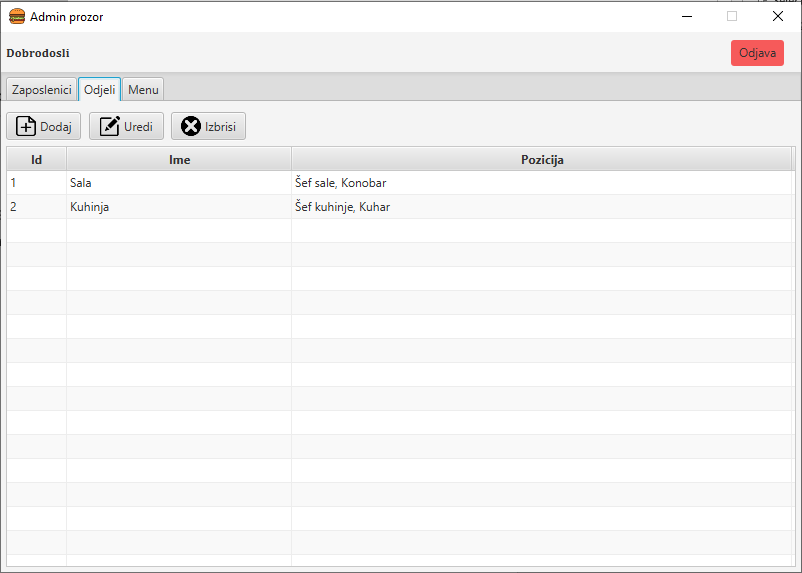 Admin prozor
Dobrodosli
Odjava
Zaposlenici Odjeli Menu
Dodaj Uredi Izbrisi
Id Ime Pozicija
1 Sala Šef sale, Konobar
2 Kuhinja Šef kuhinje, Kuhar